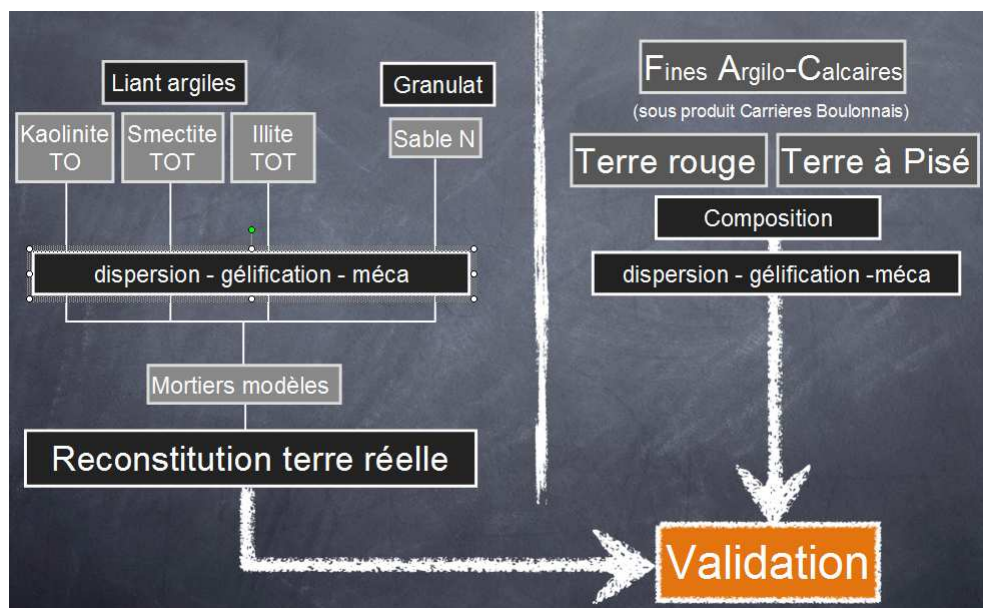 Liant argiles
Granulat
Kaolinite
TO
Smectite
TOT
Illite
TOT
Sable N
dispersion - gélification - méca
Mortiers modèles
Reconstitution terre réelle
Fines Argilo-Calcaires
(sous produit Carrières Boulonnais)
Terre rouge
Terre à Pisé
Composition
dispersion - gélification -méca
Validation